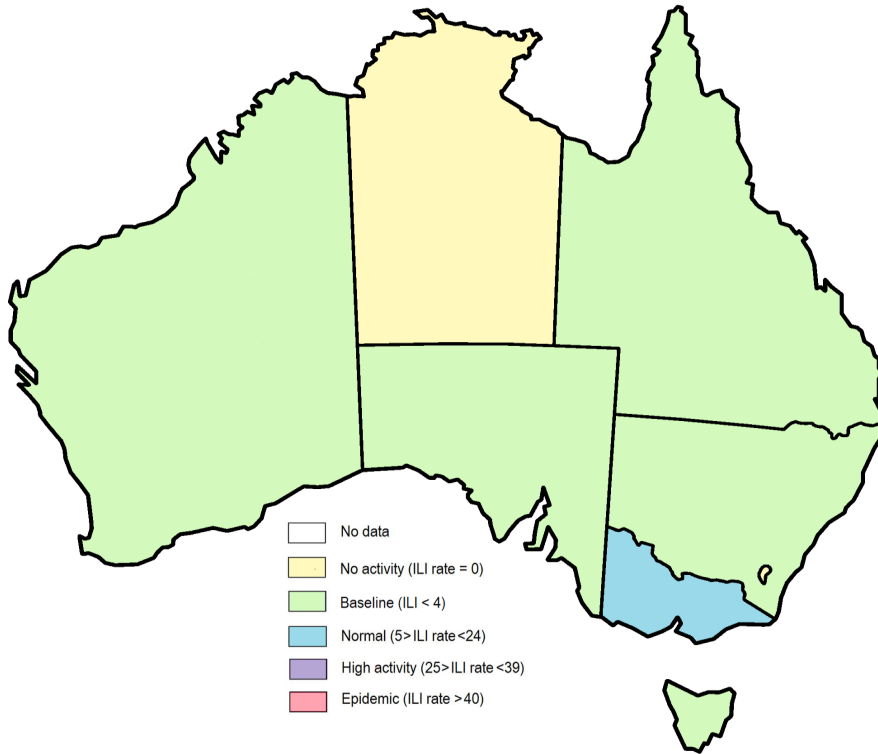 No data
No activity (ILI rate = 0)
Baseline (ILI < 4)
Normal (5>ILI rate<24)
High activity (25>ILI rate<39)
Epidemic (ILI rate >40)